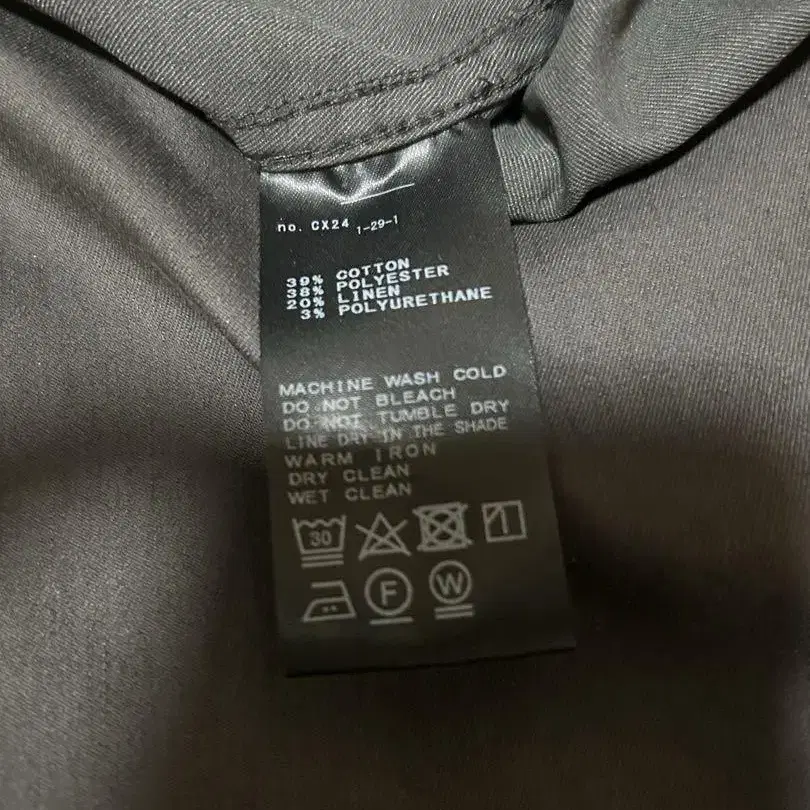 no. CX24 1-29-1
39% COTTON
38% POLYESTER
20% LINEN
3% POLYURETHANE
MACHINE WASH COLD
DO NOT BLEACH
DO NOT TUMBLE DRY
LINE DRY IN THE SHADE
WARM IRON
DRY CLEAN
WET CLEAN
30
F
W